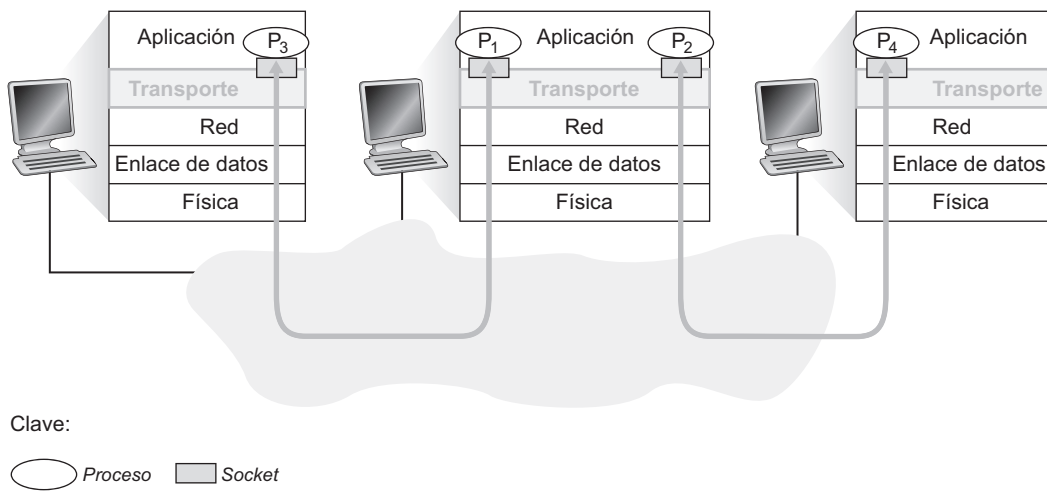 Aplicación P3
Transporte
Red
Enlace de datos
Física
P1 Aplicación P2
Transporte
Red
Enlace de datos
Física
P4 Aplicación
Transporte
Red
Enlace de datos
Física
Clave:
Proceso Socket